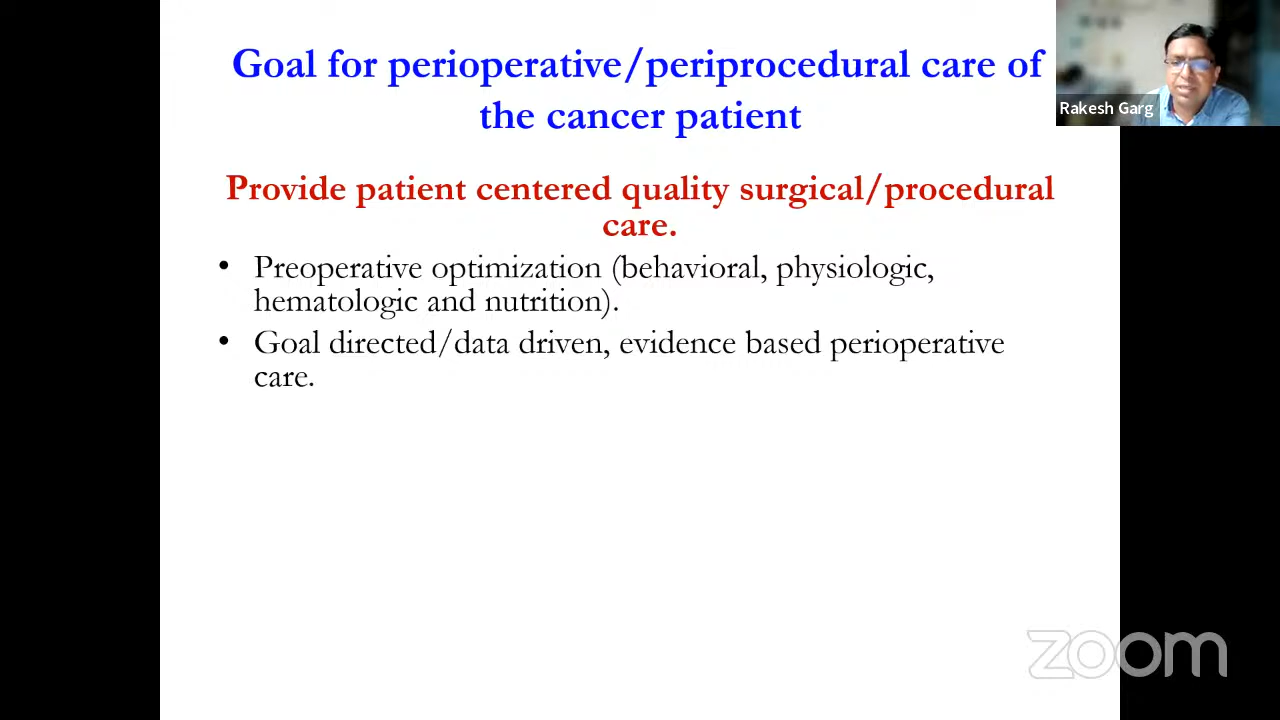 Goal for perioperative/periprocedural care of
the cancer patient
Rakesh Garg
Provide patient centered quality surgical/procedural
care.
• Preoperative optimization (behavioral, physiologic,
hematologic and nutrition).
• Goal directed/data driven, evidence based perioperative
care.
zoom